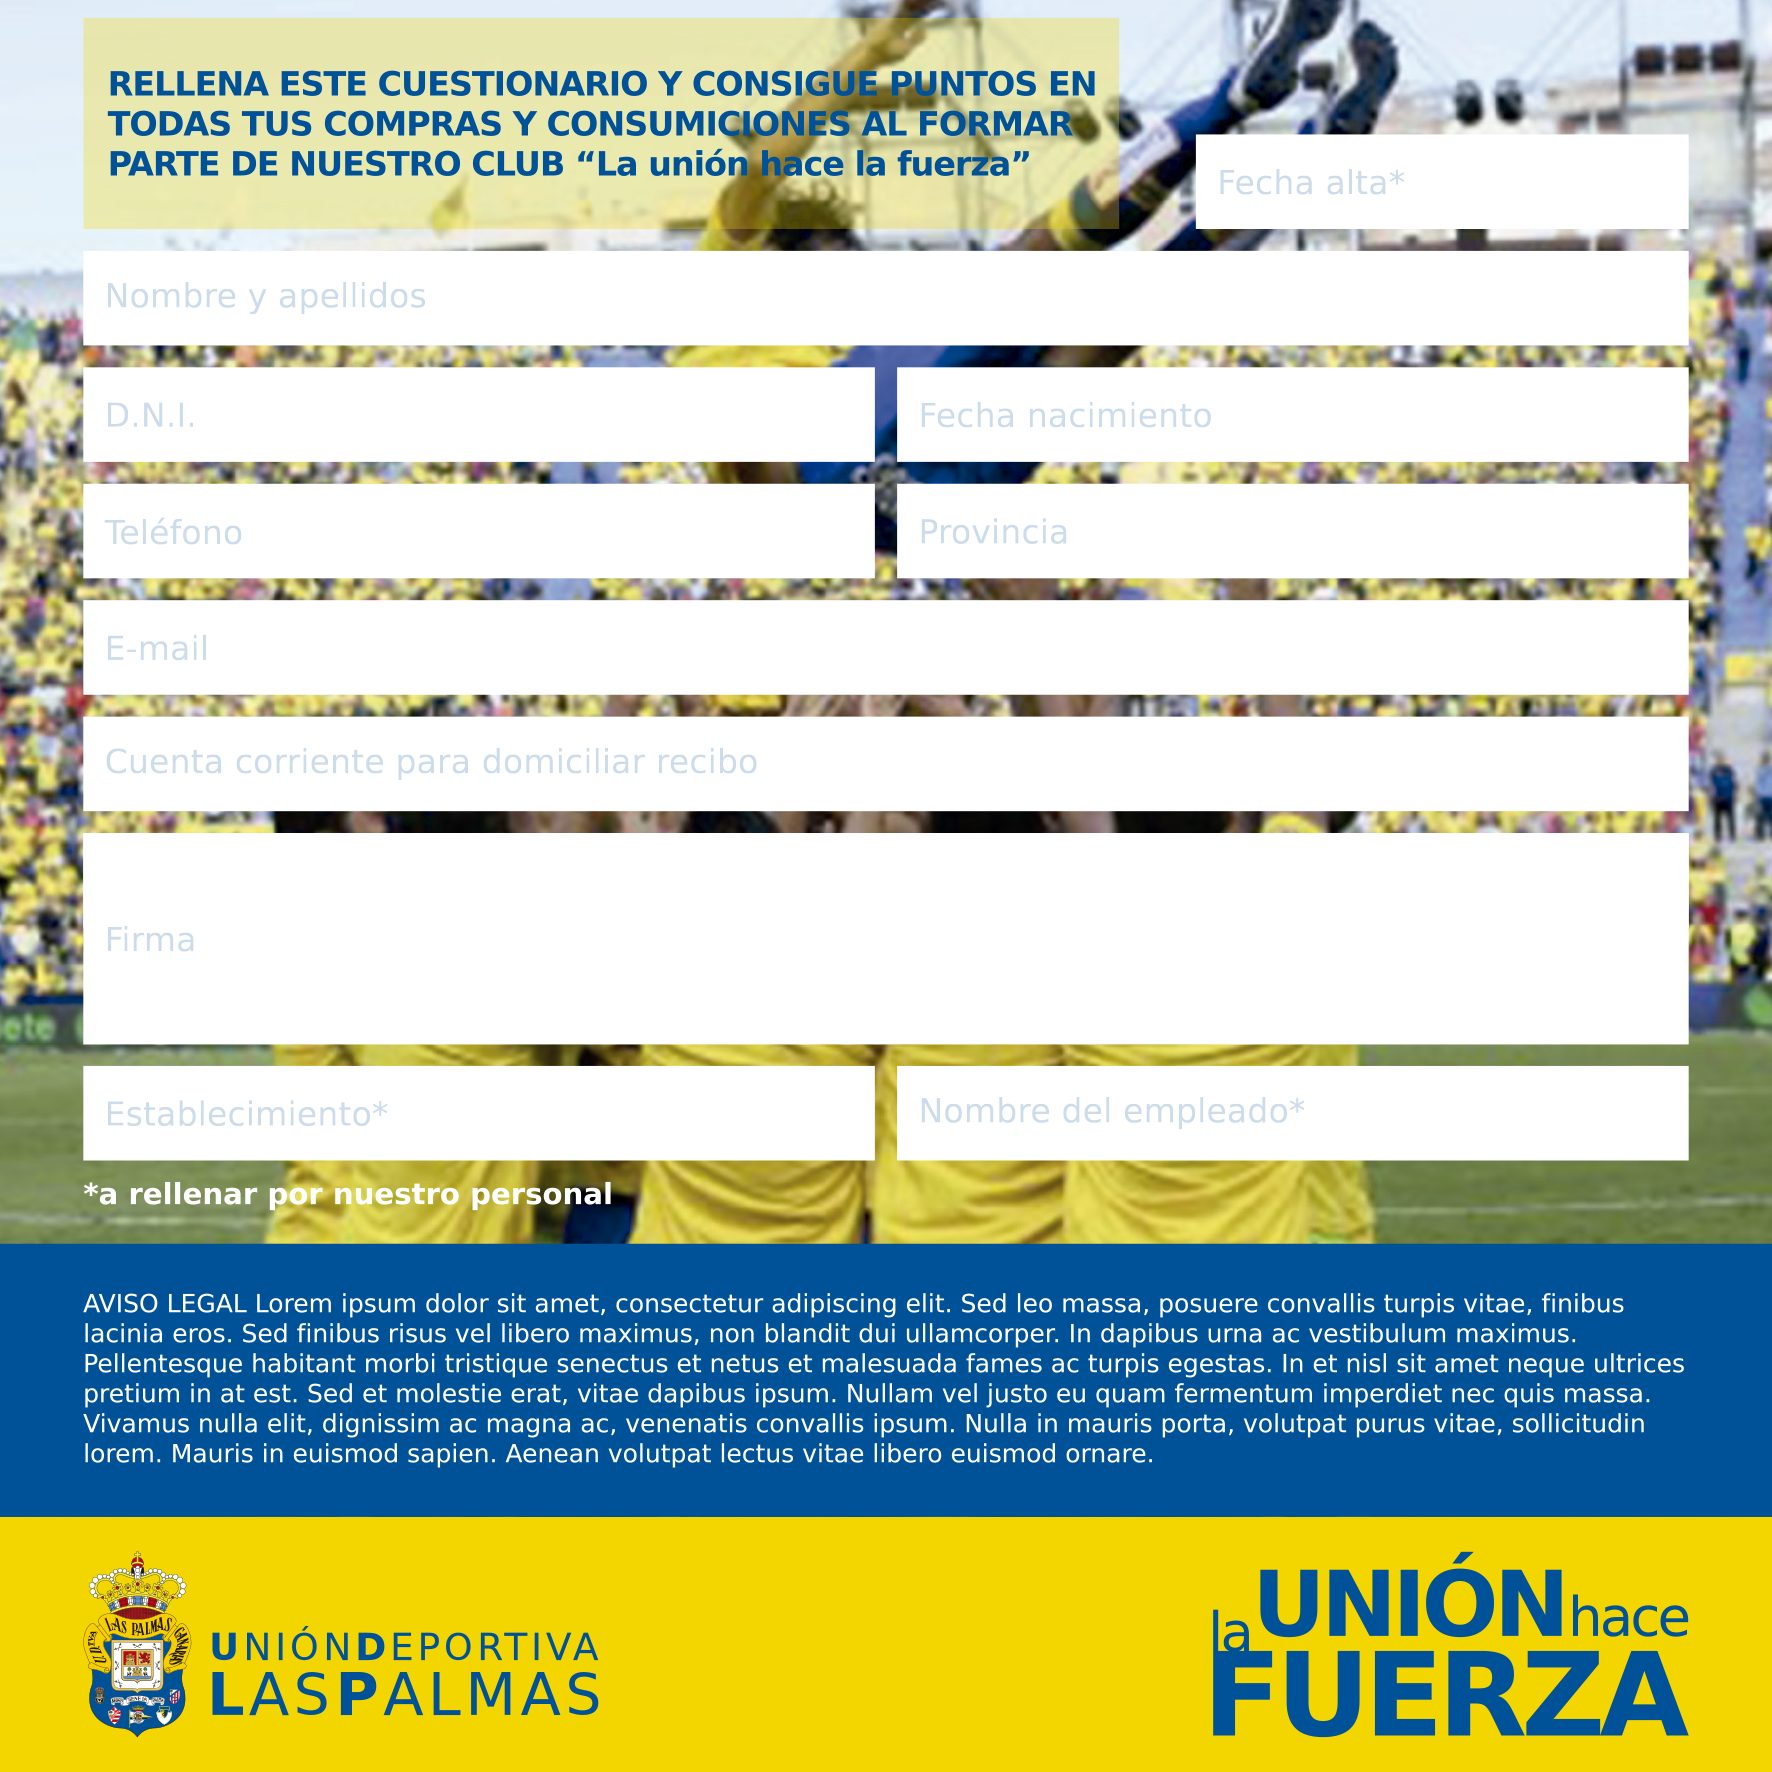 RELLENA ESTE CUESTIONARIO Y CONSIGUE PUNTOS EN
TODAS TUS COMPRAS Y CONSUMICIONES AL FORMAR
PARTE DE NUESTRO CLUB “La unión hace la fuerza”
Fecha alta*
Nombre y apellidos
D.N.I.
Fecha nacimiento
Teléfono
Provincia
E-mail
Cuenta corriente para domiciliar recibo
Firma
Establecimiento*
Nombre del empleado*
*a rellenar por nuestro personal
AVISO LEGAL Lorem ipsum dolor sit amet, consectetur adipiscing elit. Sed leo massa, posuere convallis turpis vitae, finibus
lacinia eros. Sed finibus risus vel libero maximus, non blandit dui ullamcorper. In dapibus urna ac vestibulum maximus.
Pellentesque habitant morbi tristique senectus et netus et malesuada fames ac turpis egestas. In et nisl sit amet neque ultrices
pretium in at est. Sed et molestie erat, vitae dapibus ipsum. Nullam vel justo eu quam fermentum imperdiet nec quis massa.
Vivamus nulla elit, dignissim ac magna ac, venenatis convallis ipsum. Nulla in mauris porta, volutpat purus vitae, sollicitudin
lorem. Mauris in euismod sapien. Aenean volutpat lectus vitae libero euismod ornare.
LAS PALMAS
UNIÓNDEPORTIVA
LASPALMAS
la UNIÓN hace
FUERZA